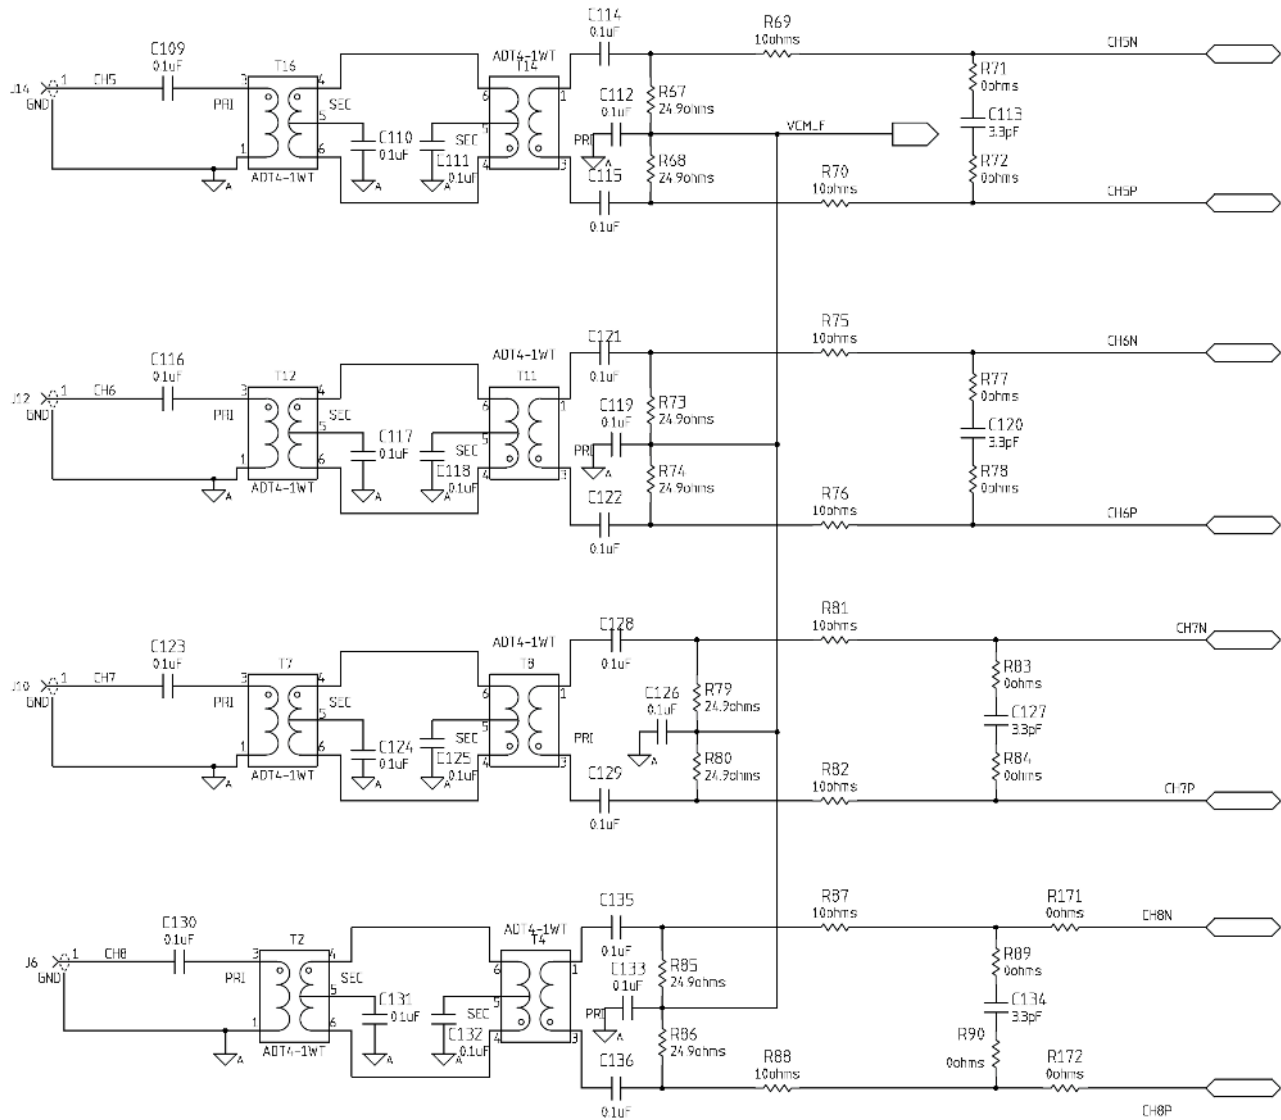 C114
0.1uF
R69
10ohms
CH5N
C109
0.1uF
T16
ADT4-1WT
T14
J14
1
CH5
GND
3
4
PRI
SEC
5
1
6
ADT4-1WT
A
C110
0.1uF
A
C111
0.1uF
A
6
5
SEC
4
1
3
C112
0.1uF
PRI
A
R67
24.9ohms
R68
24.9ohms
VCM_F
R71
0ohms
C113
3.3pF
R72
0ohms
C115
0.1uF
R70
10ohms
CH5P
C121
0.1uF
R75
10ohms
CH6N
C116
0.1uF
T12
ADT4-1WT
T11
J12
1
CH6
GND
3
4
PRI
SEC
5
1
6
ADT4-1WT
A
C117
0.1uF
A
C118
0.1uF
A
6
5
SEC
4
1
3
C119
0.1uF
PRI
A
R73
24.9ohms
R74
24.9ohms
R77
0ohms
C120
3.3pF
R78
0ohms
C122
0.1uF
R76
10ohms
CH6P
C128
0.1uF
R81
10ohms
CH7N
C123
0.1uF
T7
ADT4-1WT
T8
J10
1
CH7
GND
3
4
PRI
SEC
5
1
6
ADT4-1WT
A
C124
0.1uF
A
C125
0.1uF
A
6
5
SEC
4
1
3
PRI
C126
0.1uF
A
R79
24.9ohms
R80
24.9ohms
R83
0ohms
C127
3.3pF
R84
0ohms
C129
0.1uF
R82
10ohms
CH7P
C135
0.1uF
R87
10ohms
R171
0ohms
CH8N
C130
0.1uF
T2
ADT4-1WT
T4
J6
1
CH8
GND
3
4
PRI
SEC
5
1
6
ADT4-1WT
A
C131
0.1uF
A
C132
0.1uF
A
6
5
SEC
4
1
3
C133
0.1uF
PRI
A
R85
24.9ohms
R86
24.9ohms
R89
0ohms
C134
3.3pF
R90
0ohms
C136
0.1uF
R88
10ohms
R172
0ohms
CH8P